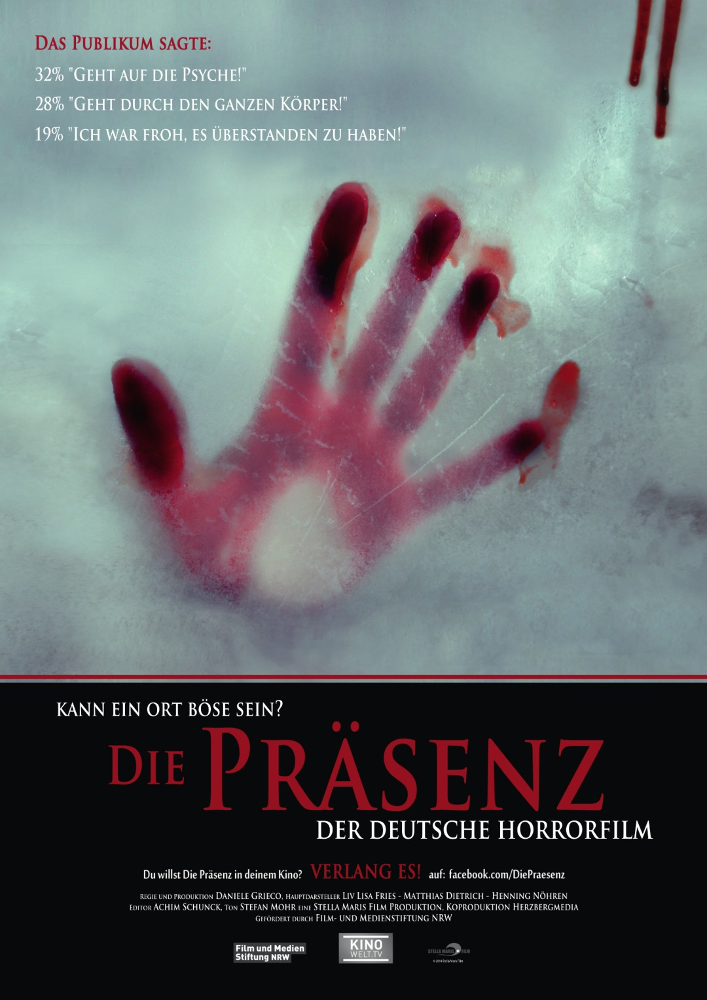 Das Publikum sagte:
32% "Geht auf die Psyche!"
28% "Geht durch den ganzen Körper!"
19% "Ich war froh, es überstanden zu haben!"
KANN EIN ORT BÖSE SEIN?
DIE PRÄSENZ
DER DEUTSCHE HORRORFILM
Du willst Die Präsenz in deinem Kino? VERLANG ES! auf: facebook.com/DiePraesenz
Regie und Produktion Daniele Grieco, Hauptdarsteller Liv Lisa Fries - Matthias Dietrich - Henning Nöhren
Editor Achim Schunck, Ton Stefan Mohr eine Stella Maris Film Produktion, Koproduktion Herzbergmedia
Gefördert durch Film- und Medienstiftung NRW
Film und Medien
Stiftung NRW
KINO
WELT.TV
STELLA MARIS FILM
© 2014 Stella Maris Film